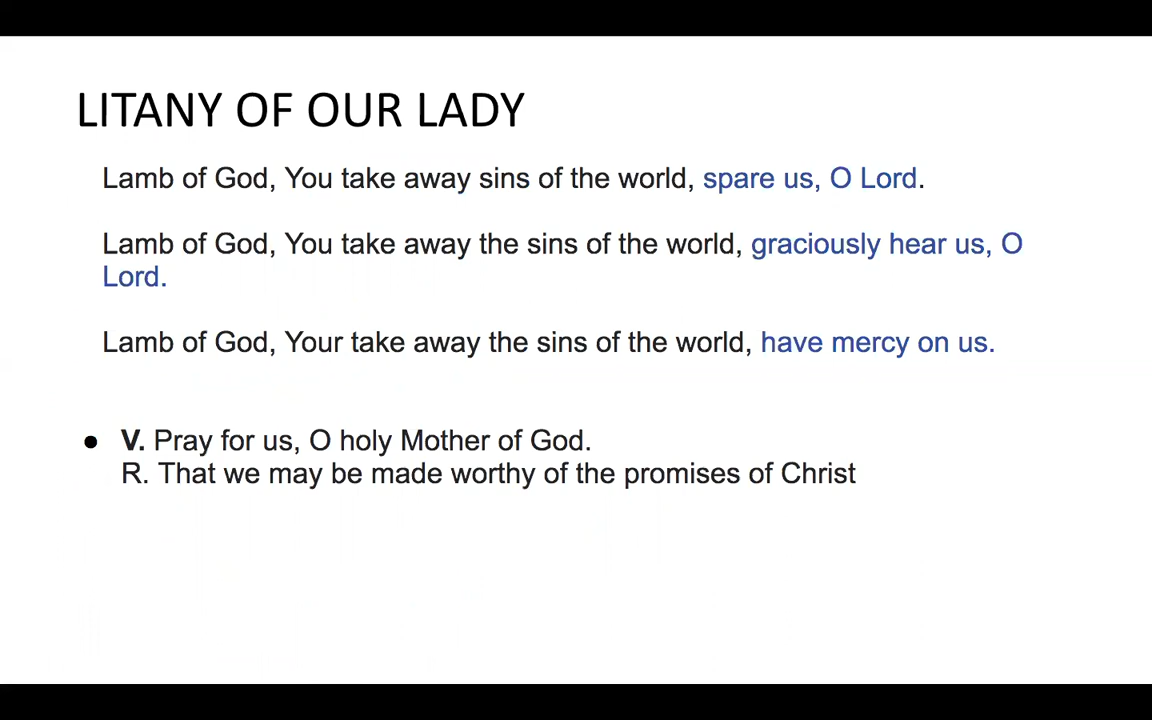 LITANY OF OUR LADY
Lamb of God, You take away sins of the world, spare us, O Lord.
Lamb of God, You take away the sins of the world, graciously hear us, O
Lord.
Lamb of God, Your take away the sins of the world, have mercy on us.
● V. Pray for us, O holy Mother of God.
R. That we may be made worthy of the promises of Christ